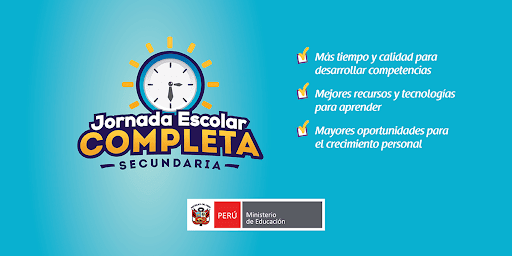 Jornada Escolar
COMPLETA
SECUNDARIA
Más tiempo y calidad para
desarrollar competencias
Mejores recursos y tecnologías
para aprender
Mayores oportunidades para
el crecimiento personal
PERÚ
Ministerio
de Educación